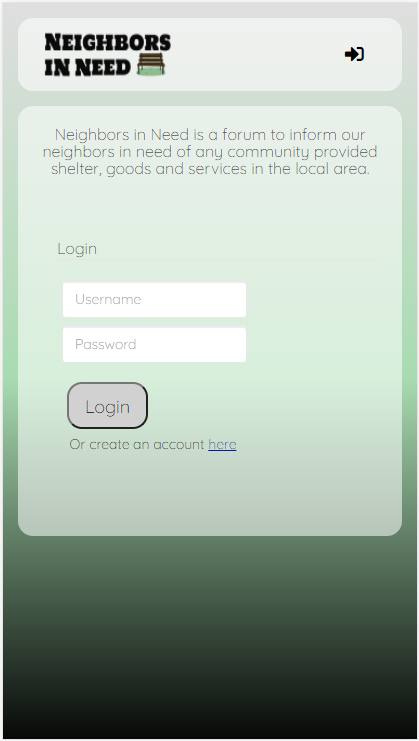 NEIGHBORS
IN NEED
Neighbors in Need is a forum to inform our
neighbors in need of any community provided
shelter, goods and services in the local area.
Login
Username
Password
Login
Or create an account here